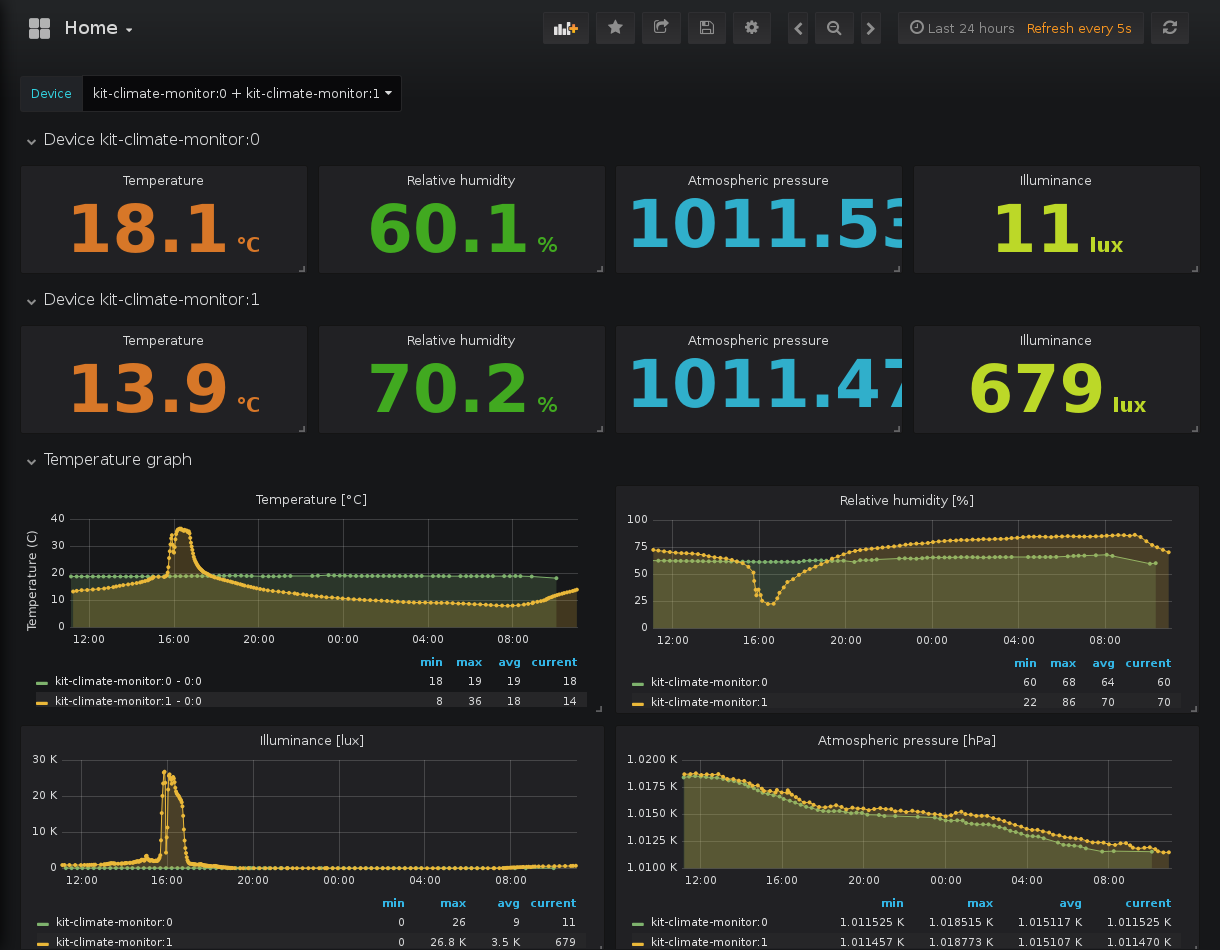 Home
Last 24 hours Refresh every 5s
Device kit-climate-monitor:0 + kit-climate-monitor:1
Device kit-climate-monitor:0
Temperature Relative humidity Atmospheric pressure Illuminance
18.1 °C 60.1 % 1011.53 11 lux
Device kit-climate-monitor:1
Temperature Relative humidity Atmospheric pressure Illuminance
13.9 °C 70.2 % 1011.47 679 lux
Temperature graph
Temperature [°C]
Temperature (C)
40
30
20
10
0
12:00 16:00 20:00 00:00 04:00 08:00
min max avg current
kit-climate-monitor:0 - 0:0 18 19 19 18
kit-climate-monitor:1 - 0:0 8 36 18 14
Relative humidity [%]
100
75
50
25
0
12:00 16:00 20:00 00:00 04:00 08:00
min max avg current
kit-climate-monitor:0 60 68 64 60
kit-climate-monitor:1 22 86 70 70
Illuminance [lux]
30 K
20 K
10 K
0
12:00 16:00 20:00 00:00 04:00 08:00
min max avg current
kit-climate-monitor:0 0 26 9 11
kit-climate-monitor:1 0 26.8 K 3.5 K 679
Atmospheric pressure [hPa]
1.0200 K
1.0175 K
1.0150 K
1.0125 K
1.0100 K
12:00 16:00 20:00 00:00 04:00 08:00
min max avg current
kit-climate-monitor:0 1.011525 K 1.018515 K 1.015117 K 1.011525 K
kit-climate-monitor:1 1.011457 K 1.018773 K 1.015107 K 1.011470 K